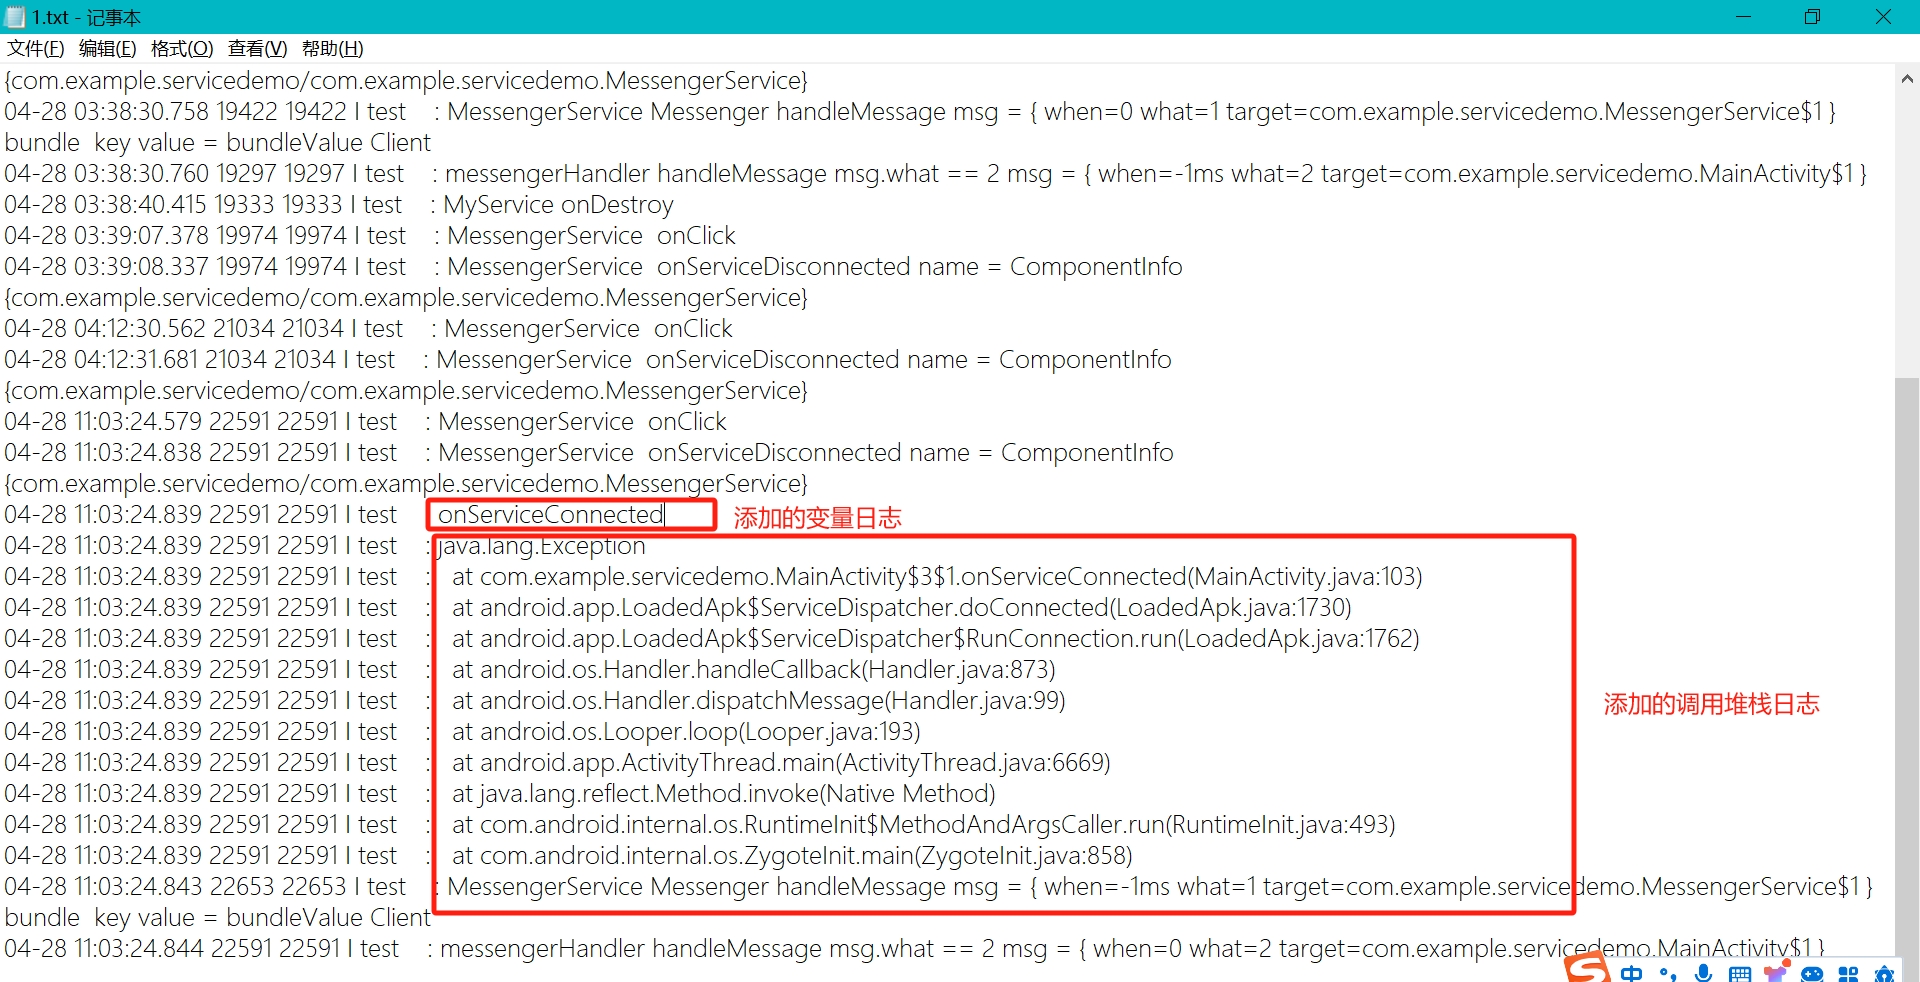 1.txt - 记事本
文件(F) 编辑(E) 格式(O) 查看(V) 帮助(H)
{com.example.servicedemo/com.example.servicedemo.MessengerService}
04-28 03:38:30.758 19422 19422 I test    : MessengerService Messenger handleMessage msg = { when=0 what=1 target=com.example.servicedemo.MessengerService$1 }
bundle  key value = bundleValue Client
04-28 03:38:30.760 19297 19297 I test    : messengerHandler handleMessage msg.what == 2 msg = { when=-1ms what=2 target=com.example.servicedemo.MainActivity$1 }
04-28 03:38:40.415 19333 19333 I test    : MyService onDestroy
04-28 03:39:07.378 19974 19974 I test    : MessengerService  onClick
04-28 03:39:08.337 19974 19974 I test    : MessengerService  onServiceDisconnected name = ComponentInfo
{com.example.servicedemo/com.example.servicedemo.MessengerService}
04-28 04:12:30.562 21034 21034 I test    : MessengerService  onClick
04-28 04:12:31.681 21034 21034 I test    : MessengerService  onServiceDisconnected name = ComponentInfo
{com.example.servicedemo/com.example.servicedemo.MessengerService}
04-28 11:03:24.579 22591 22591 I test    : MessengerService  onClick
04-28 11:03:24.838 22591 22591 I test    : MessengerService  onServiceDisconnected name = ComponentInfo
{com.example.servicedemo/com.example.servicedemo.MessengerService}
04-28 11:03:24.839 22591 22591 I test    onServiceConnected 添加的变量日志
04-28 11:03:24.839 22591 22591 I test    : java.lang.Exception
04-28 11:03:24.839 22591 22591 I test    :   at com.example.servicedemo.MainActivity$3$1.onServiceConnected(MainActivity.java:103)
04-28 11:03:24.839 22591 22591 I test    :   at android.app.LoadedApk$ServiceDispatcher.doConnected(LoadedApk.java:1730)
04-28 11:03:24.839 22591 22591 I test    :   at android.app.LoadedApk$ServiceDispatcher$RunConnection.run(LoadedApk.java:1762)
04-28 11:03:24.839 22591 22591 I test    :   at android.os.Handler.handleCallback(Handler.java:873)
04-28 11:03:24.839 22591 22591 I test    :   at android.os.Handler.dispatchMessage(Handler.java:99)
添加的调用堆栈日志
04-28 11:03:24.839 22591 22591 I test    :   at android.os.Looper.loop(Looper.java:193)
04-28 11:03:24.839 22591 22591 I test    :   at android.app.ActivityThread.main(ActivityThread.java:6669)
04-28 11:03:24.839 22591 22591 I test    :   at java.lang.reflect.Method.invoke(Native Method)
04-28 11:03:24.839 22591 22591 I test    :   at com.android.internal.os.RuntimeInit$MethodAndArgsCaller.run(RuntimeInit.java:493)
04-28 11:03:24.839 22591 22591 I test    :   at com.android.internal.os.ZygoteInit.main(ZygoteInit.java:858)
04-28 11:03:24.843 22653 22653 I test    : MessengerService Messenger handleMessage msg = { when=-1ms what=1 target=com.example.servicedemo.MessengerService$1 }
bundle  key value = bundleValue Client
04-28 11:03:24.844 22591 22591 I test    : messengerHandler handleMessage msg.what == 2 msg = { when=0 what=2 target=com.example.servicedemo.MainActivity$1 }
中